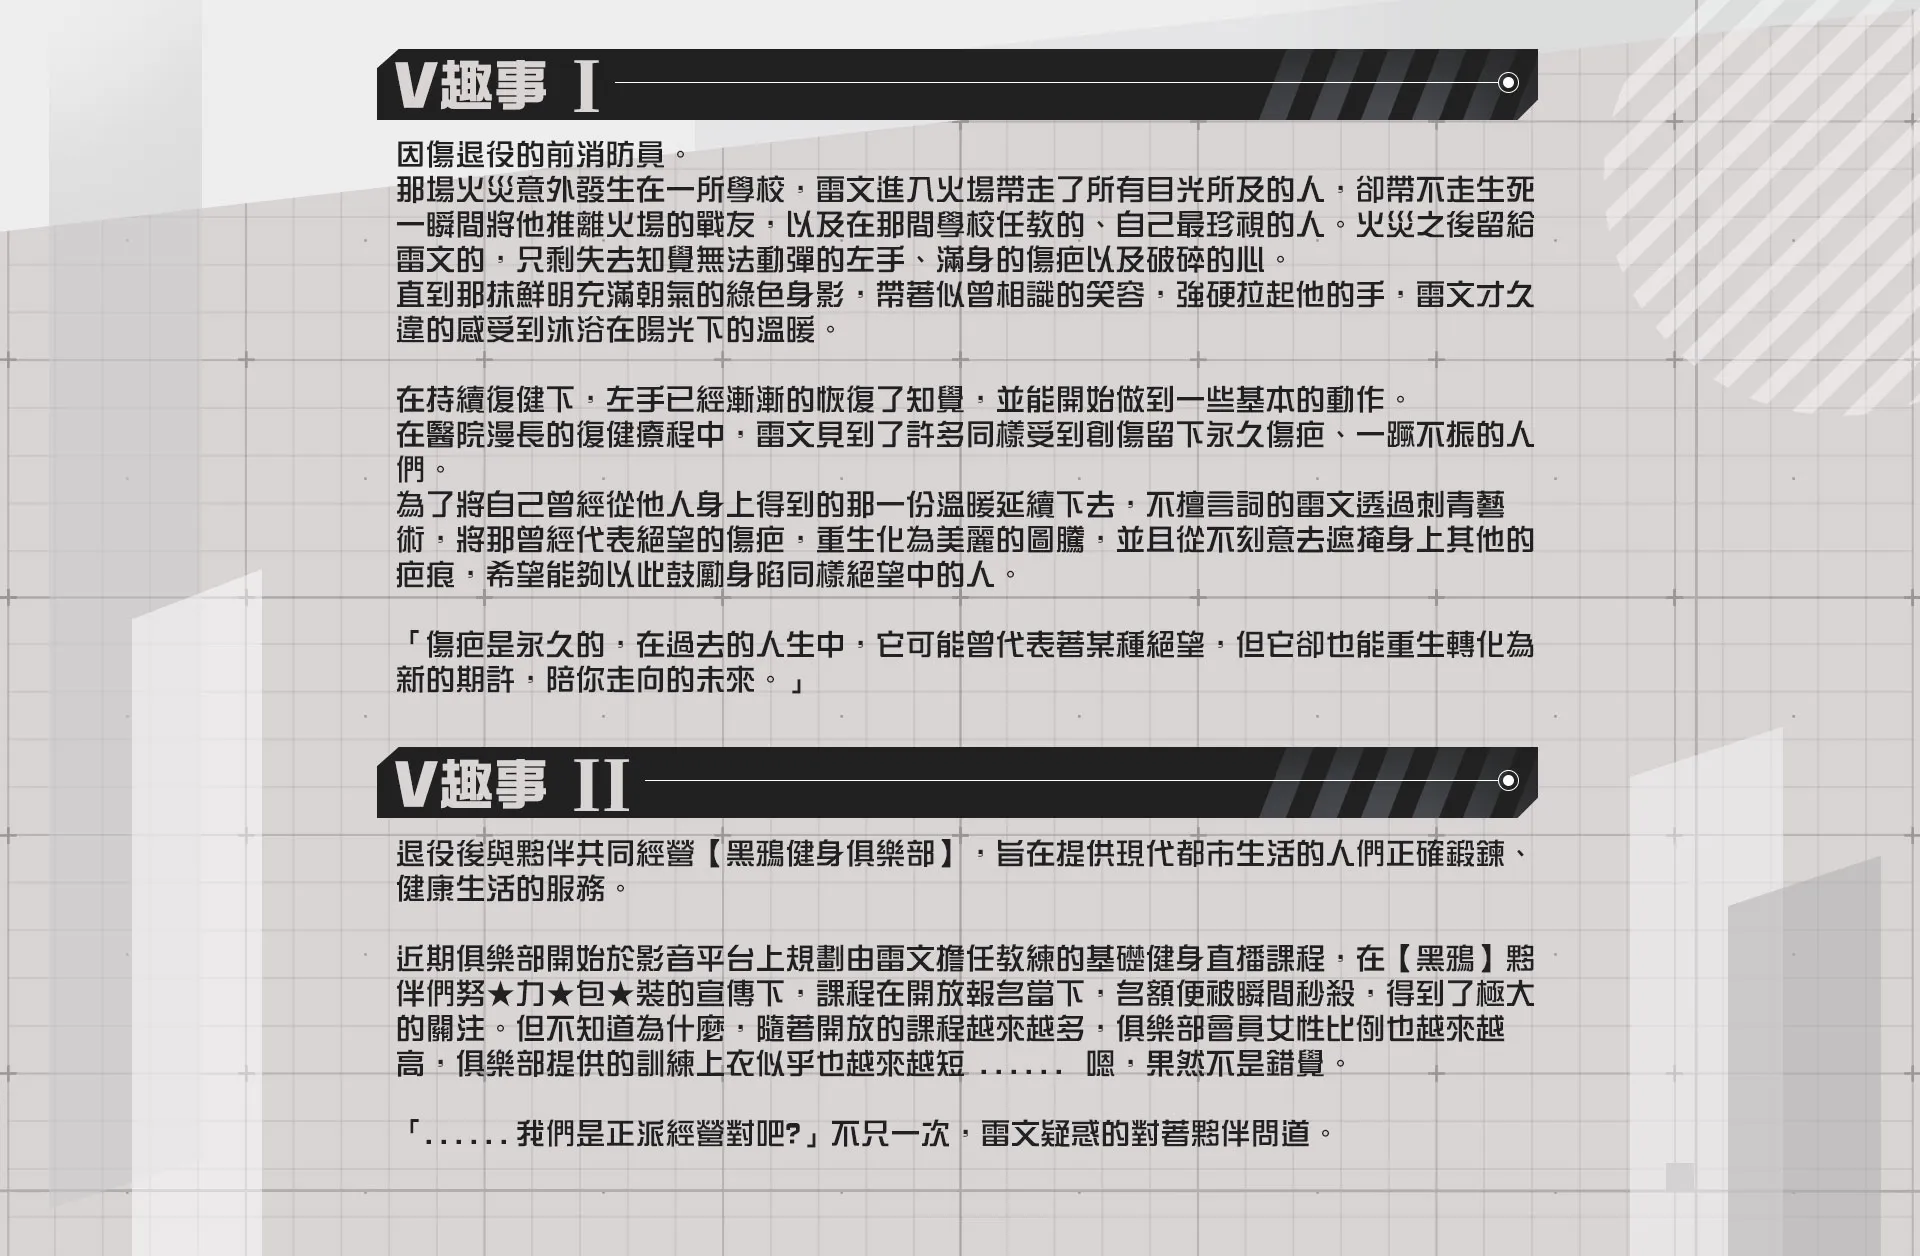 V趣事 I
因傷退役的前消防員。
那場火災意外發生在一所學校，雷文進入火場帶走了所有目光所及的人，卻帶不走生死
一瞬間將他推離火場的戰友，以及在那間學校任教的、自己最珍視的人。火災之後留給
雷文的，只剩失去知覺無法動彈的左手、滿身的傷疤以及破碎的心。
直到那抹鮮明充滿朝氣的綠色身影，帶著似曾相識的笑容，強硬拉起他的手，雷文才久
違的感受到沐浴在陽光下的溫暖。
在持續復健下，左手已經漸漸的恢復了知覺，並能開始做到一些基本的動作。
在醫院漫長的復健療程中，雷文見到了許多同樣受到創傷留下永久傷疤、一蹶不振的人
們。
為了將自己曾經從他人身上得到的那一份溫暖延續下去，不擅言詞的雷文透過刺青藝
術，將那曾經代表絕望的傷疤，重生化為美麗的圖騰，並且從不刻意去遮掩身上其他的
疤痕，希望能夠以此鼓勵身陷同樣絕望中的人。
「傷疤是永久的，在過去的人生中，它可能曾代表著某種絕望，但它卻也能重生轉化為
新的期許，陪你走向的未來。」
V趣事 II
退役後與夥伴共同經營【黑鴉健身俱樂部】，旨在提供現代都市生活的人們正確鍛鍊、
健康生活的服務。
近期俱樂部開始於影音平台上規劃由雷文擔任教練的基礎健身直播課程，在【黑鴉】夥
伴們努★力★包★裝的宣傳下，課程在開放報名當下，名額便被瞬間秒殺，得到了極大
的關注。但不知道為什麼，隨著開放的課程越來越多，俱樂部會員女性比例也越來越
高，俱樂部提供的訓練上衣似乎也越來越短 ...... 嗯，果然不是錯覺。
「......我們是正派經營對吧?」不只一次，雷文疑惑的對著夥伴問道。